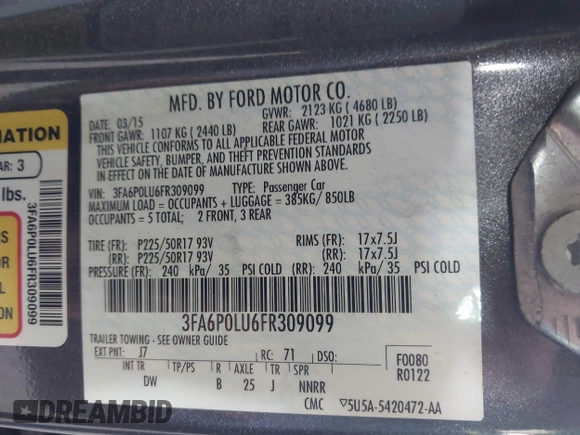 MFD. BY FORD MOTOR CO.
DATE: 03/15 GVWR: 2123 KG ( 4680 LB)
FRONT GAWR: 1107 KG ( 2440 LB) REAR GAWR: 1021 KG ( 2250 LB)
THIS VEHICLE CONFORMS TO ALL APPLICABLE FEDERAL MOTOR
VEHICLE SAFETY, BUMPER, AND THEFT PREVENTION STANDARDS
IN EFFECT ON THE DATE OF MANUFACTURE SHOWN ABOVE.
VIN: 3FA6P0LU6FR309099 TYPE: Passenger Car
MAXIMUM LOAD = OCCUPANTS + LUGGAGE = 385KG/ 850LB
OCCUPANTS = 5 TOTAL; 2 FRONT, 3 REAR
TIRE (FR): P225/50R17 93V RIMS (FR): 17x7.5J
(RR): P225/50R17 93V (RR): 17x7.5J
PRESSURE (FR): 240 kPa/ 35 PSI COLD (RR): 240 kPa/ 35 PSI COLD
3FA6P0LU6FR309099
TRAILER TOWING - SEE OWNER GUIDE
EXT PNT: J7 RC: 71 DSO: F0080
R0122
INT TR TP/PS R AXLE TR SPR
DW B 25 J NNRR
CMC ▽5U5A-5420472-AA
MATION
AR: 3
lbs.
RS
OR
L
NG
3FA6P0LU6FR309099
DREAMBID